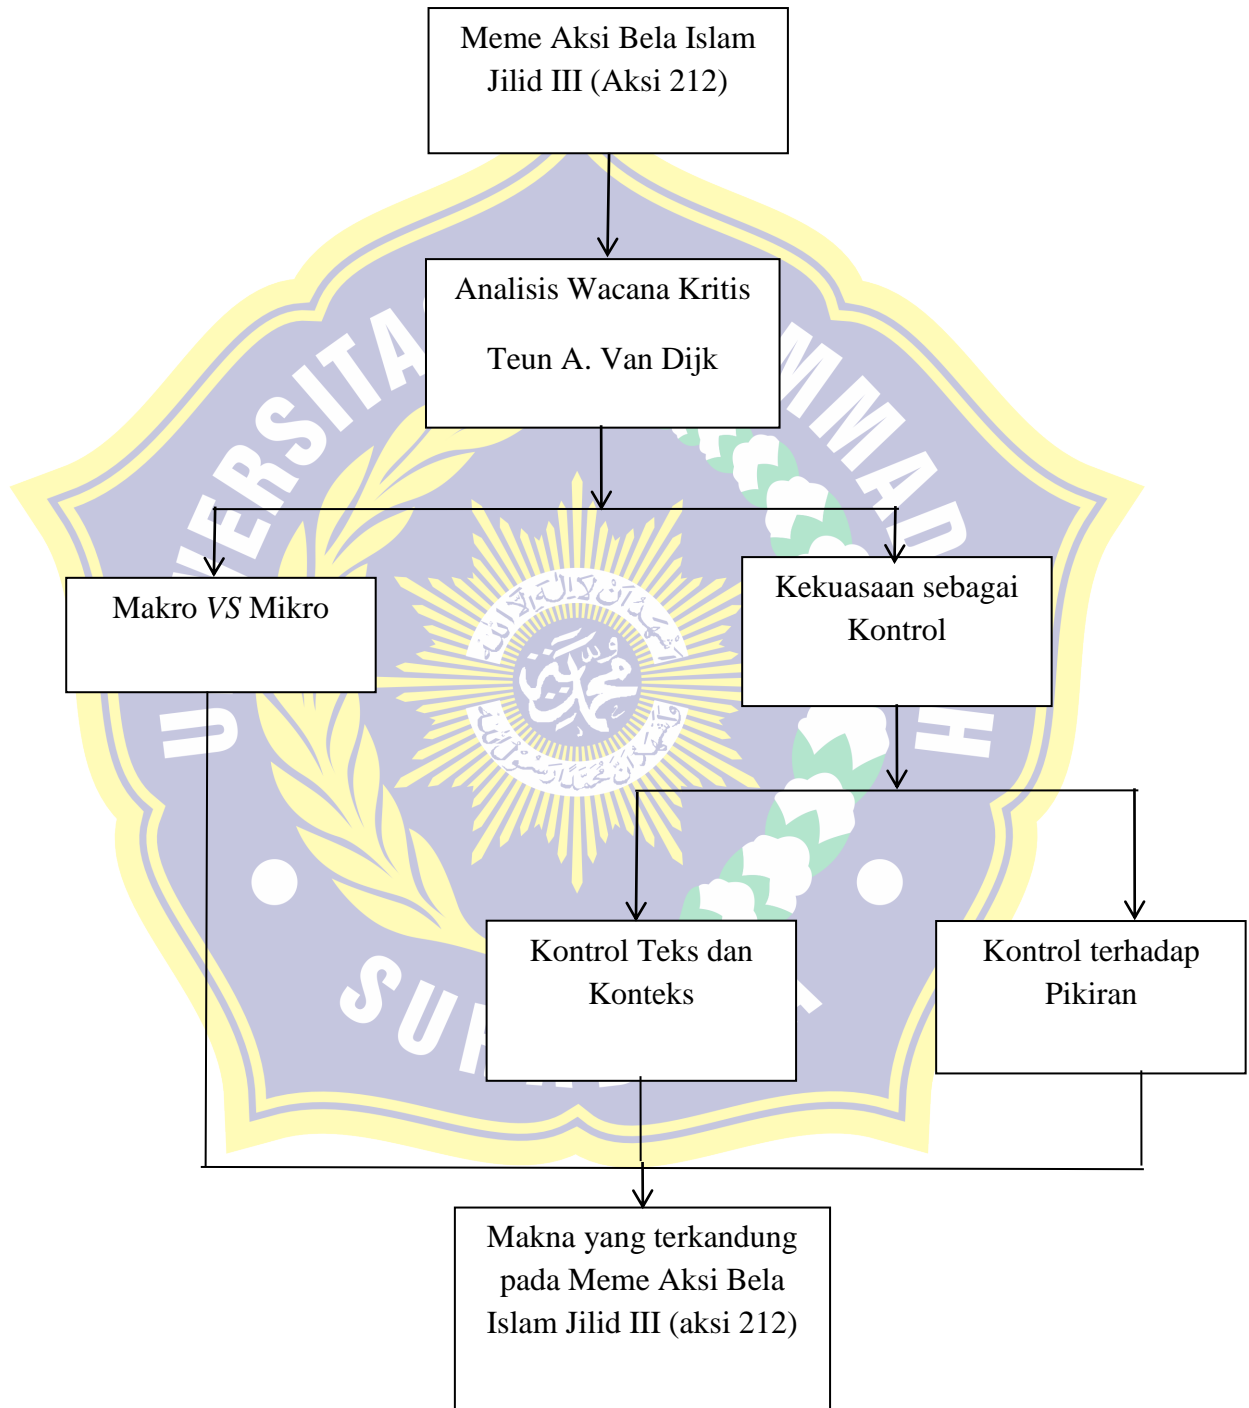 Meme Aksi Bela Islam
Jilid III (Aksi 212)
Analisis Wacana Kritis
Teun A. Van Dijk
Makro VS Mikro
Kekuasaan sebagai
Kontrol
Kontrol Teks dan
Konteks
Kontrol terhadap
Pikiran
Makna yang terkandung
pada Meme Aksi Bela
Islam Jilid III (aksi 212)